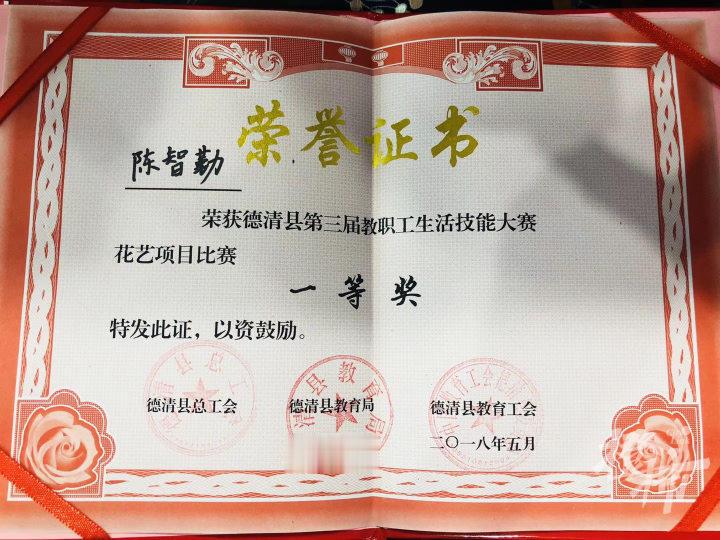 荣誉证书
陈智勤
荣获德清县第三届教职工生活技能大赛
花艺项目比赛
一等奖
特发此证，以资鼓励。
德清县总工会 德清县教育局 德清县教育工会
二〇一八年五月